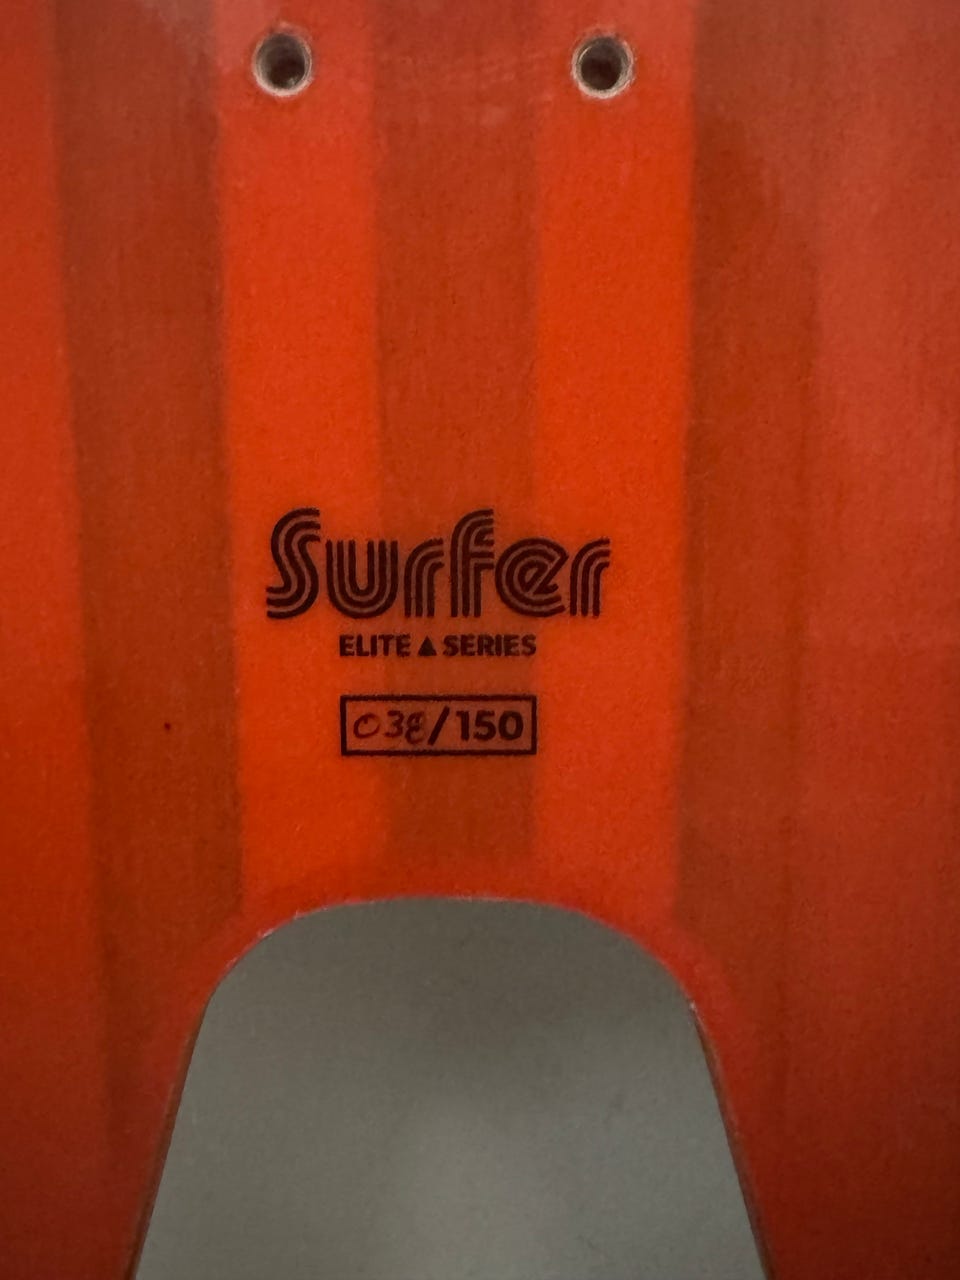 Surfer
ELITE ▲ SERIES
038/150